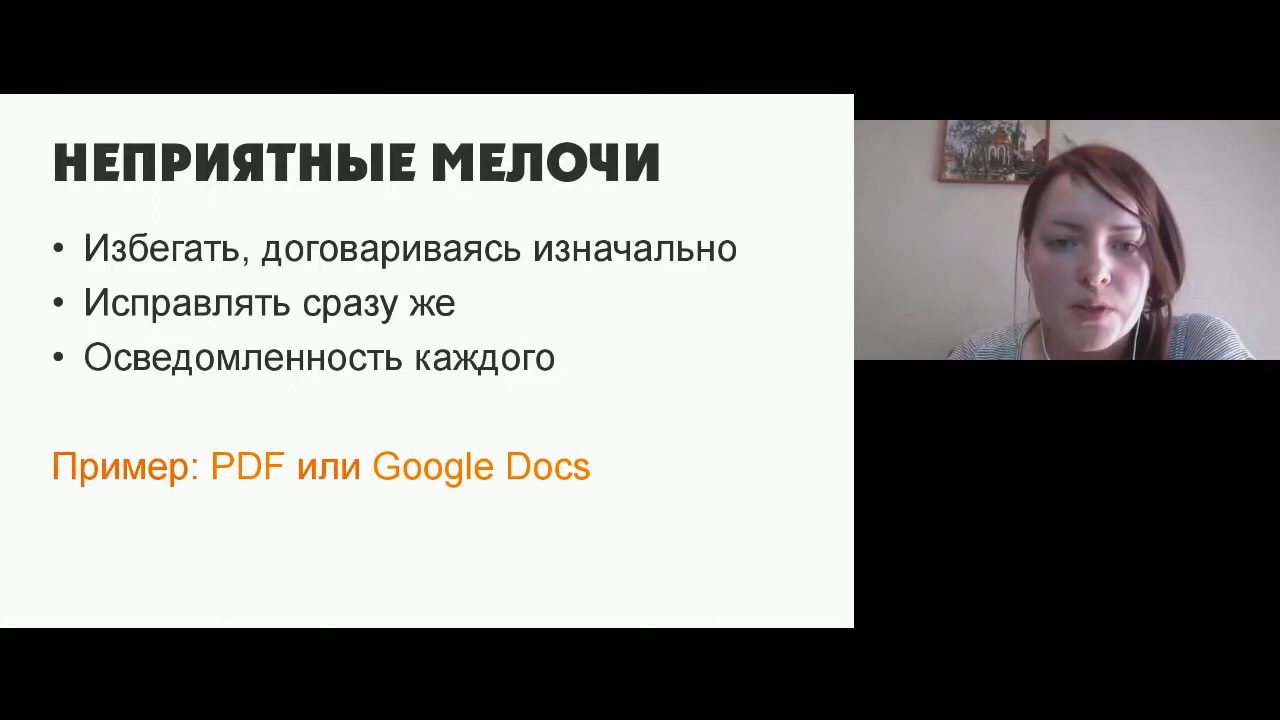 НЕПРИЯТНЫЕ МЕЛОЧИ
• Избегать, договариваясь изначально
• Исправлять сразу же
• Осведомленность каждого
Пример: PDF или Google Docs